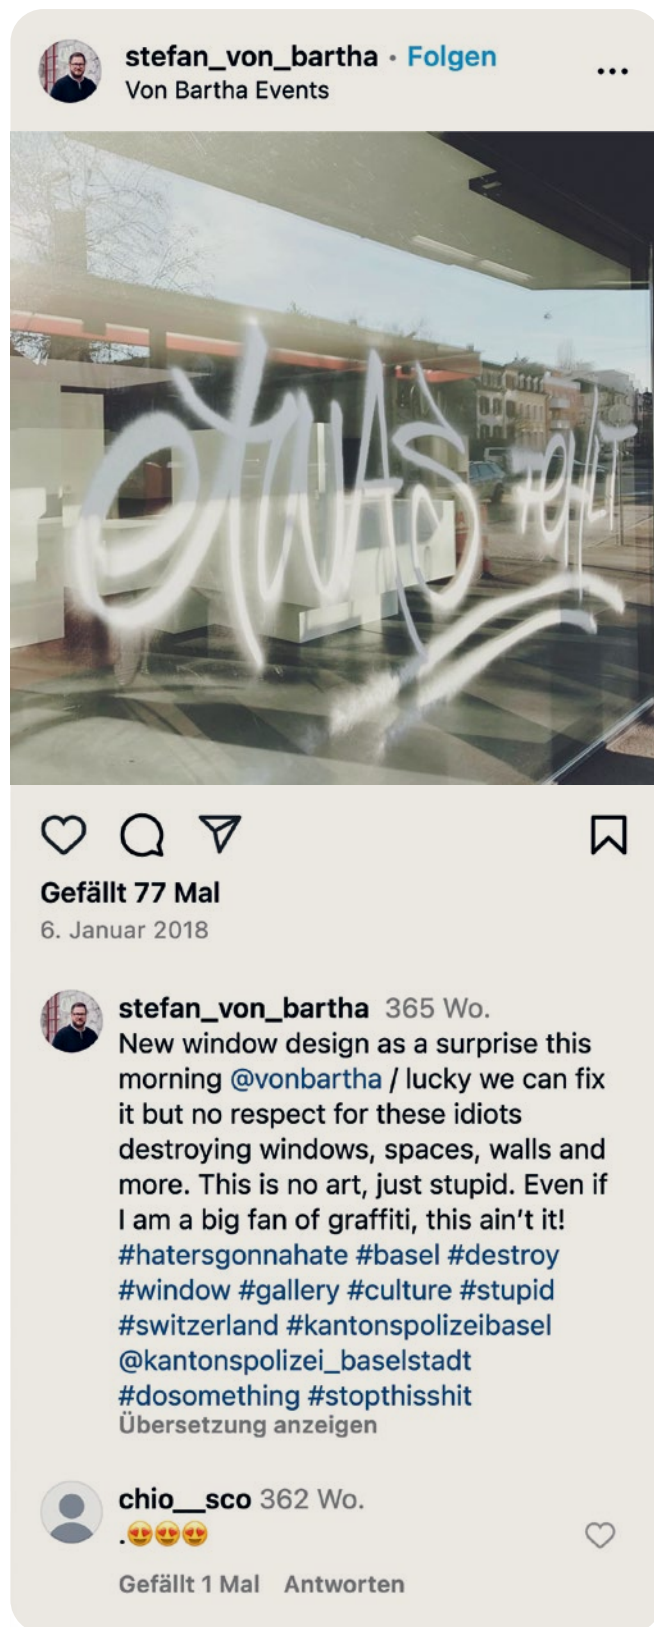 stefan_von_bartha • Folgen
Von Bartha Events
etWAS FeHLT
Gefällt 77 Mal
6. Januar 2018
stefan_von_bartha 365 Wo.
New window design as a surprise this
morning @vonbartha / lucky we can fix
it but no respect for these idiots
destroying windows, spaces, walls and
more. This is no art, just stupid. Even if
I am a big fan of graffiti, this ain't it!
#hatersgonnahate #basel #destroy
#window #gallery #culture #stupid
#switzerland #kantonspolizeibasel
@kantonspolizei_baselstadt
#dosomething #stopthisshit
Übersetzung anzeigen
chio__sco 362 Wo.
.😍😍😍
Gefällt 1 Mal Antworten